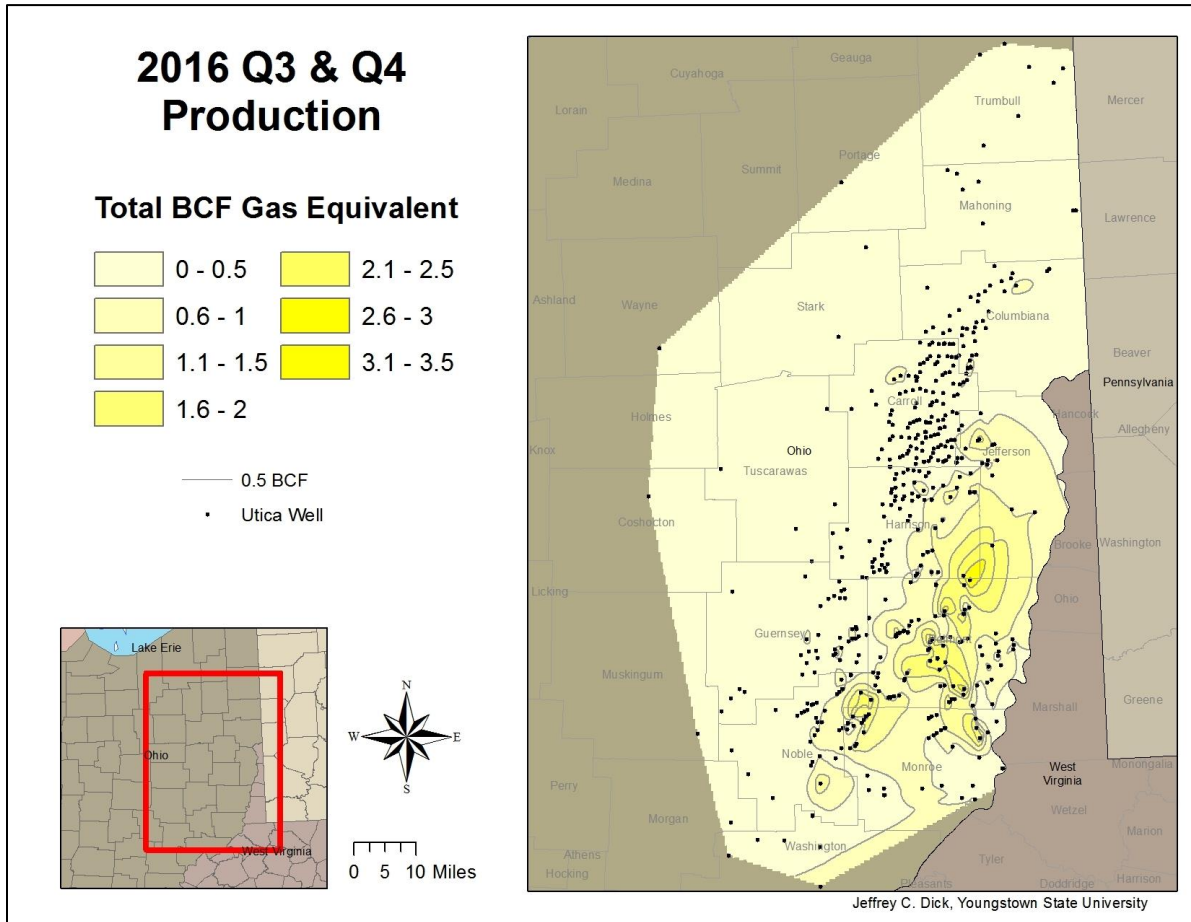 2016 Q3 & Q4
Production
Total BCF Gas Equivalent
0 - 0.5
0.6 - 1
1.1 - 1.5
1.6 - 2
2.1 - 2.5
2.6 - 3
3.1 - 3.5
0.5 BCF
Utica Well
Lake Erie
Ohio
West Virginia
N
W
E
S
0 5 10 Miles
Geauga
Cuyahoga
Lorain
Trumbull
Mercer
Portage
Summit
Medina
Mahoning
Lawrence
Ashland
Wayne
Stark
Columbiana
Beaver
Pennsylvania
Holmes
Carroll
Hancock
Allegheny
Knox
Ohio
Jefferson
Tuscarawas
Coshocton
Harrison
Brooke
Washington
Licking
Ohio
Guernsey
Belmont
Muskingum
Marshall
Greene
Noble
Monroe
West
Virginia
Monongalia
Perry
Wetzel
Morgan
Marion
Washington
Athens
Tyler
Hocking
Pleasants
Doddridge
Harrison
Jeffrey C. Dick, Youngstown State University